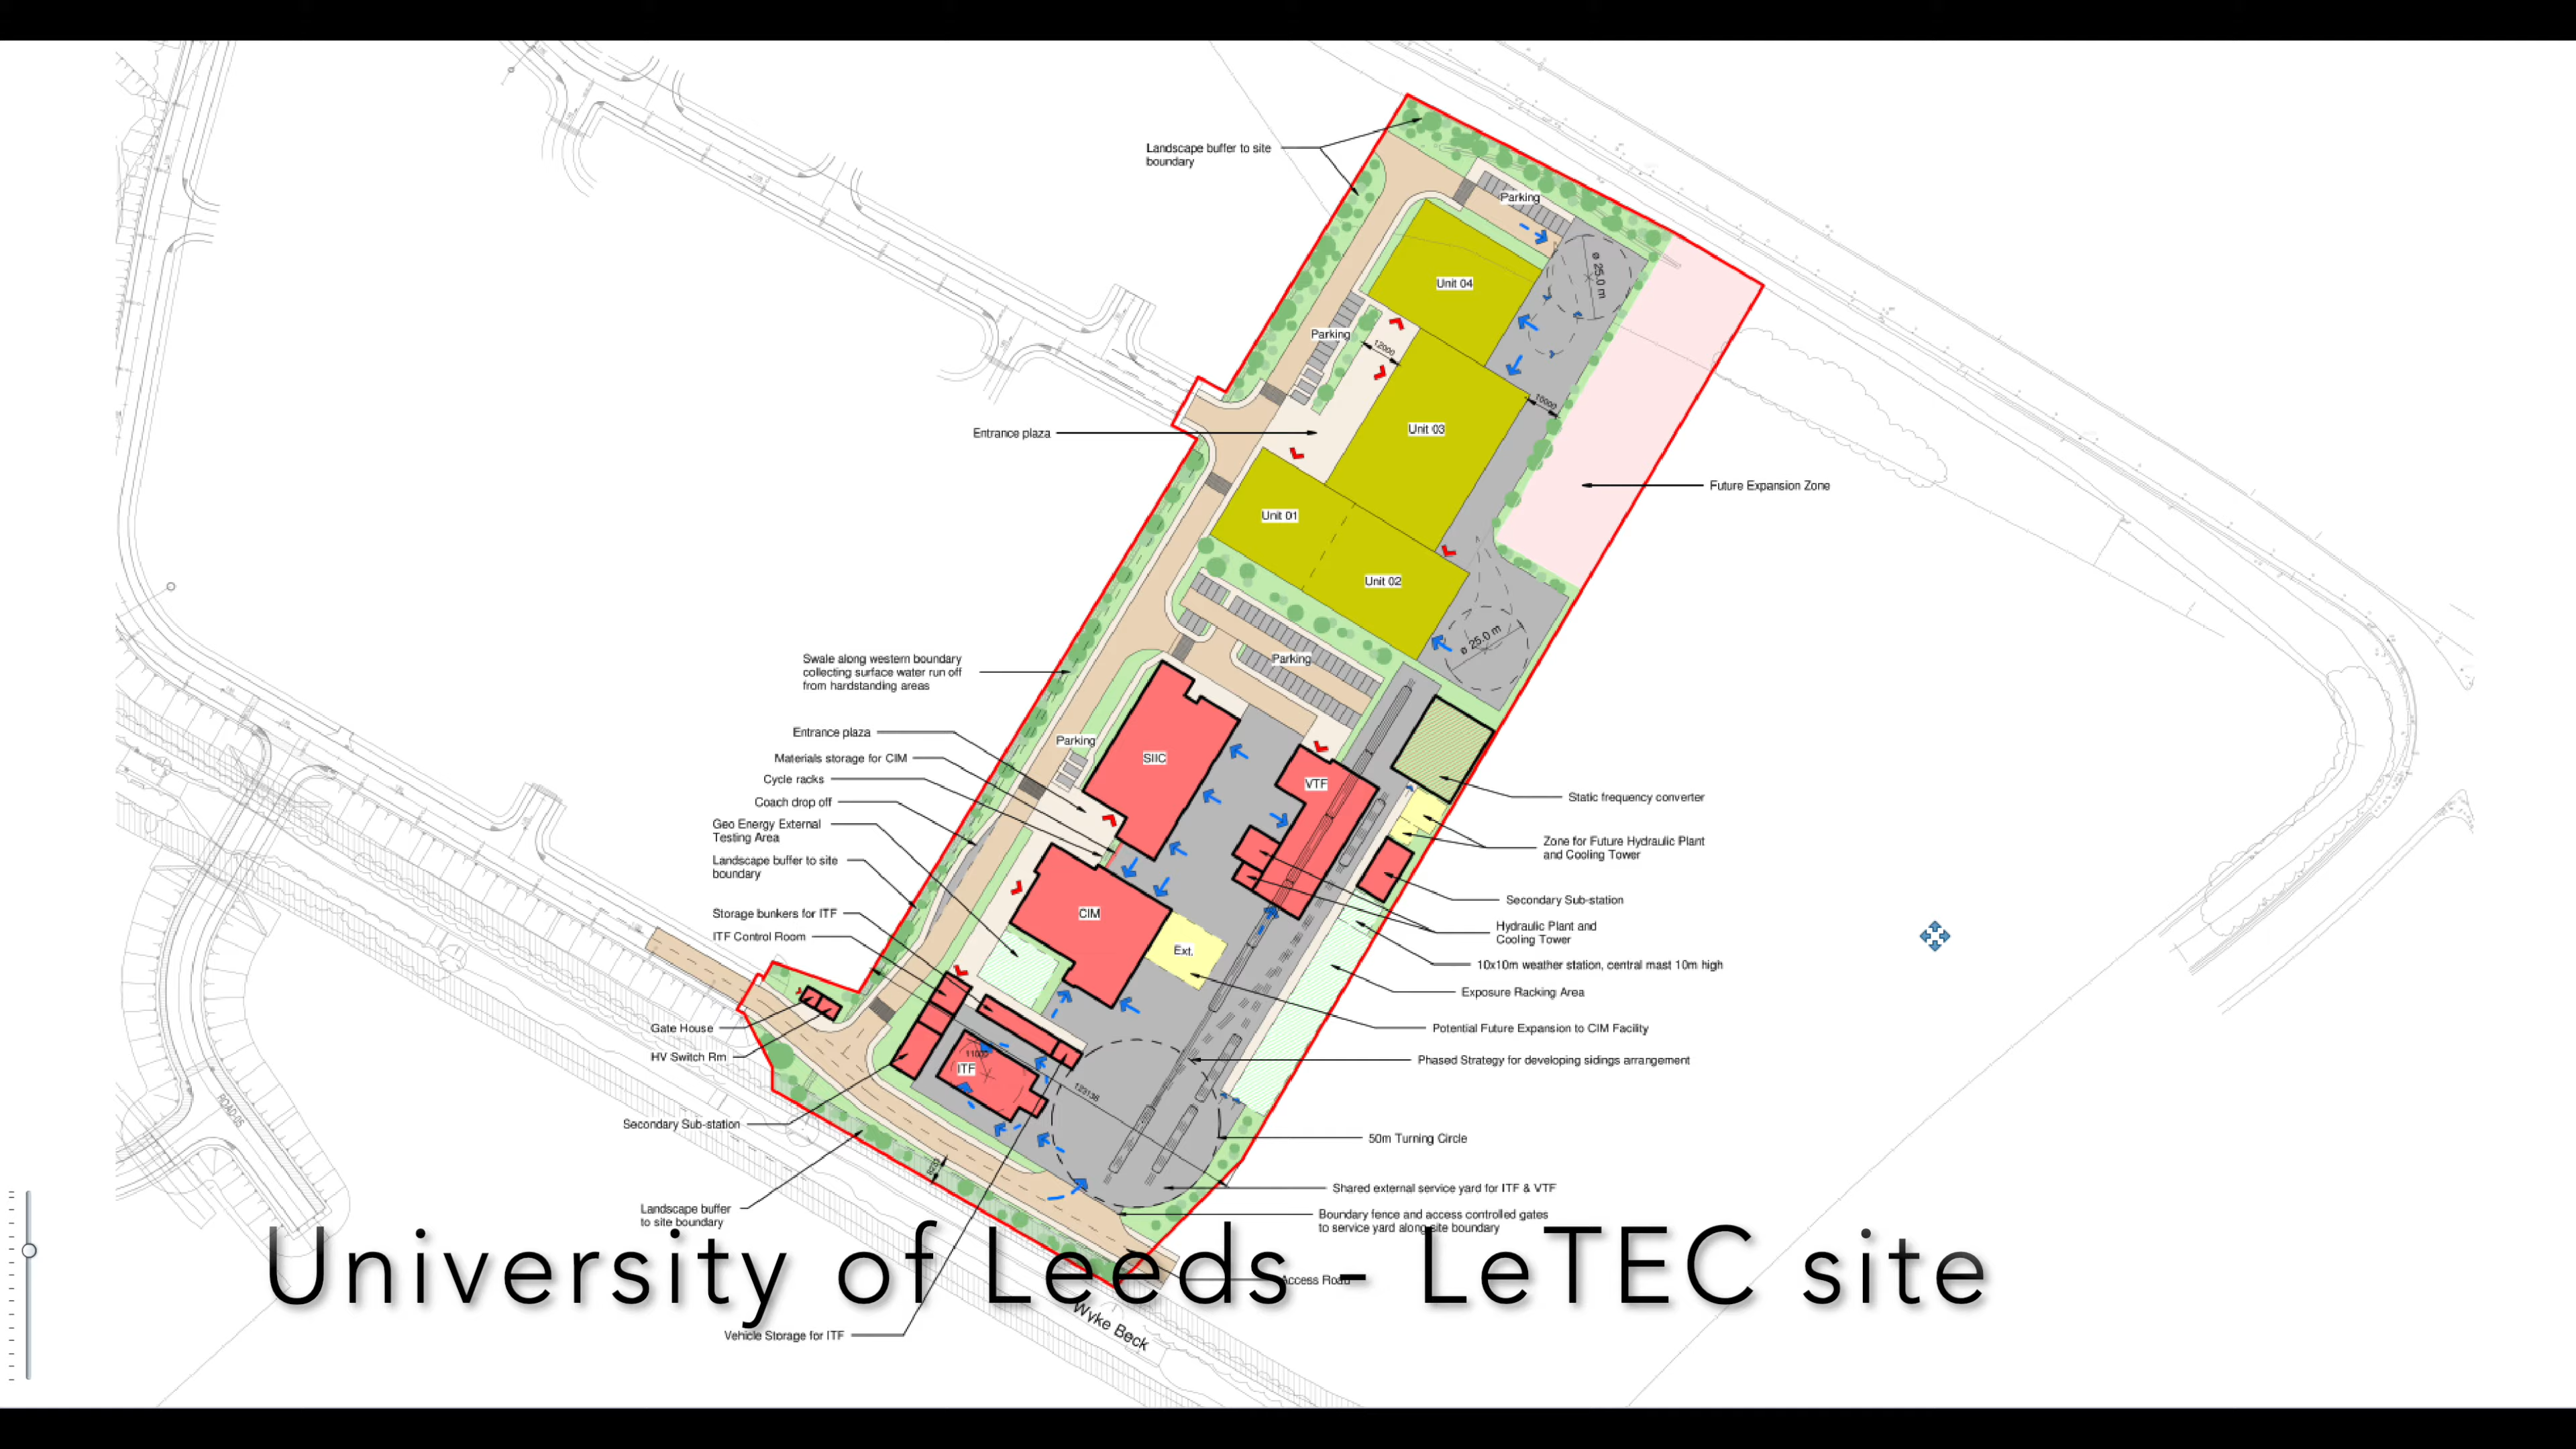 Landscape buffer to site
boundary
Parking
ø 25.0 m
Unit 04
Parking
12000
10000
Unit 03
Entrance plaza
Future Expansion Zone
Unit 01
Unit 02
ø 25.0 m
Parking
Swale along western boundary
collecting surface water run off
from hardstanding areas
Entrance plaza
Parking
Materials storage for CIM
SIIC
Cycle racks
VTF
Coach drop off
Static frequency converter
Geo Energy External
Testing Area
Zone for Future Hydraulic Plant
and Cooling Tower
Landscape buffer to site
boundary
Secondary Sub-station
Storage bunkers for ITF
CIM
Hydraulic Plant and
Cooling Tower
ITF Control Room
Ext.
10x10m weather station, central mast 10m high
Exposure Racking Area
Gate House
Potential Future Expansion to CIM Facility
HV Switch Rm
Phased Strategy for developing sidings arrangement
ITF
123136
ROAD-05
Secondary Sub-station
50m Turning Circle
Shared external service yard for ITF & VTF
Landscape buffer
to site boundary
Boundary fence and access controlled gates
to service yard along site boundary
University of Leeds - LeTEC site
Access Road
Wyke Beck
Vehicle Storage for ITF